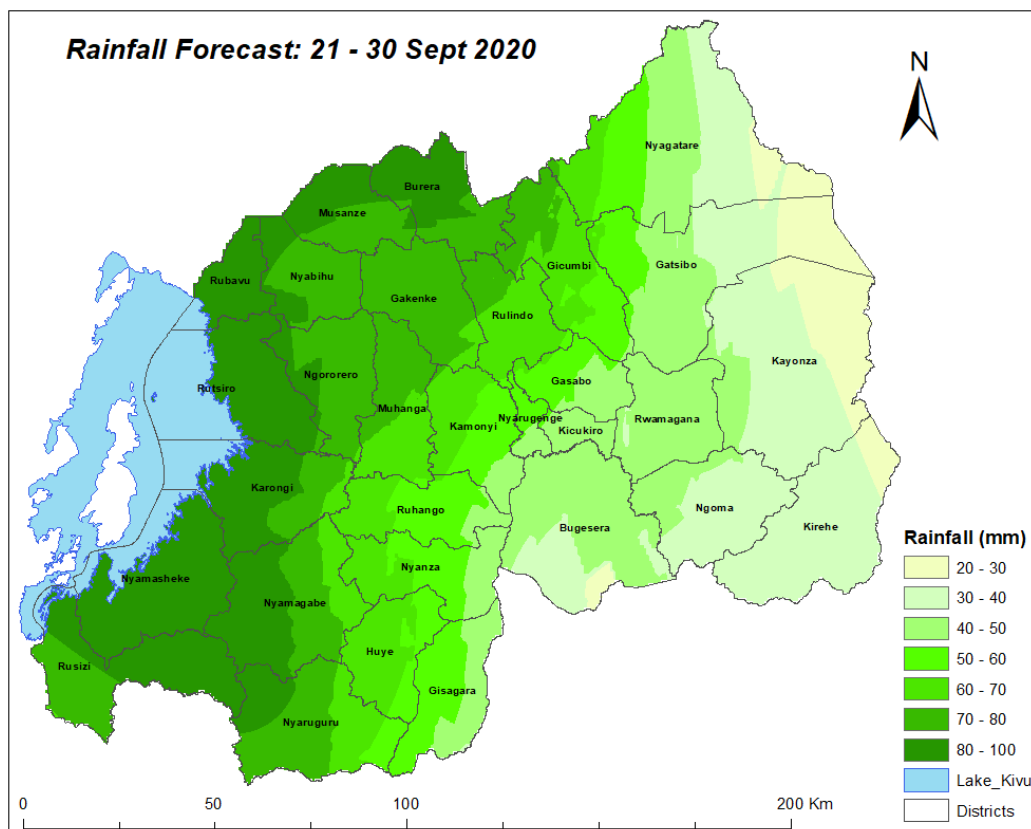 Rainfall Forecast: 21 - 30 Sept 2020
N
Nyagatare
Burera
Musanze
Gicumbi
Gatsibo
Rubavu
Nyabihu
Gakenke
Rulindo
Kayonza
Rutsiro
Ngororero
Gasabo
Muhanga
Nyarugenge
Rwamagana
Kamonyi
Kicukiro
Karongi
Ruhango
Ngoma
Bugesera
Kirehe
Nyanza
Nyamasheke
Nyamagabe
Huye
Rusizi
Gisagara
Nyaruguru
Rainfall (mm)
20 - 30
30 - 40
40 - 50
50 - 60
60 - 70
70 - 80
80 - 100
Lake_Kivu
Districts
0 50 100 200 Km